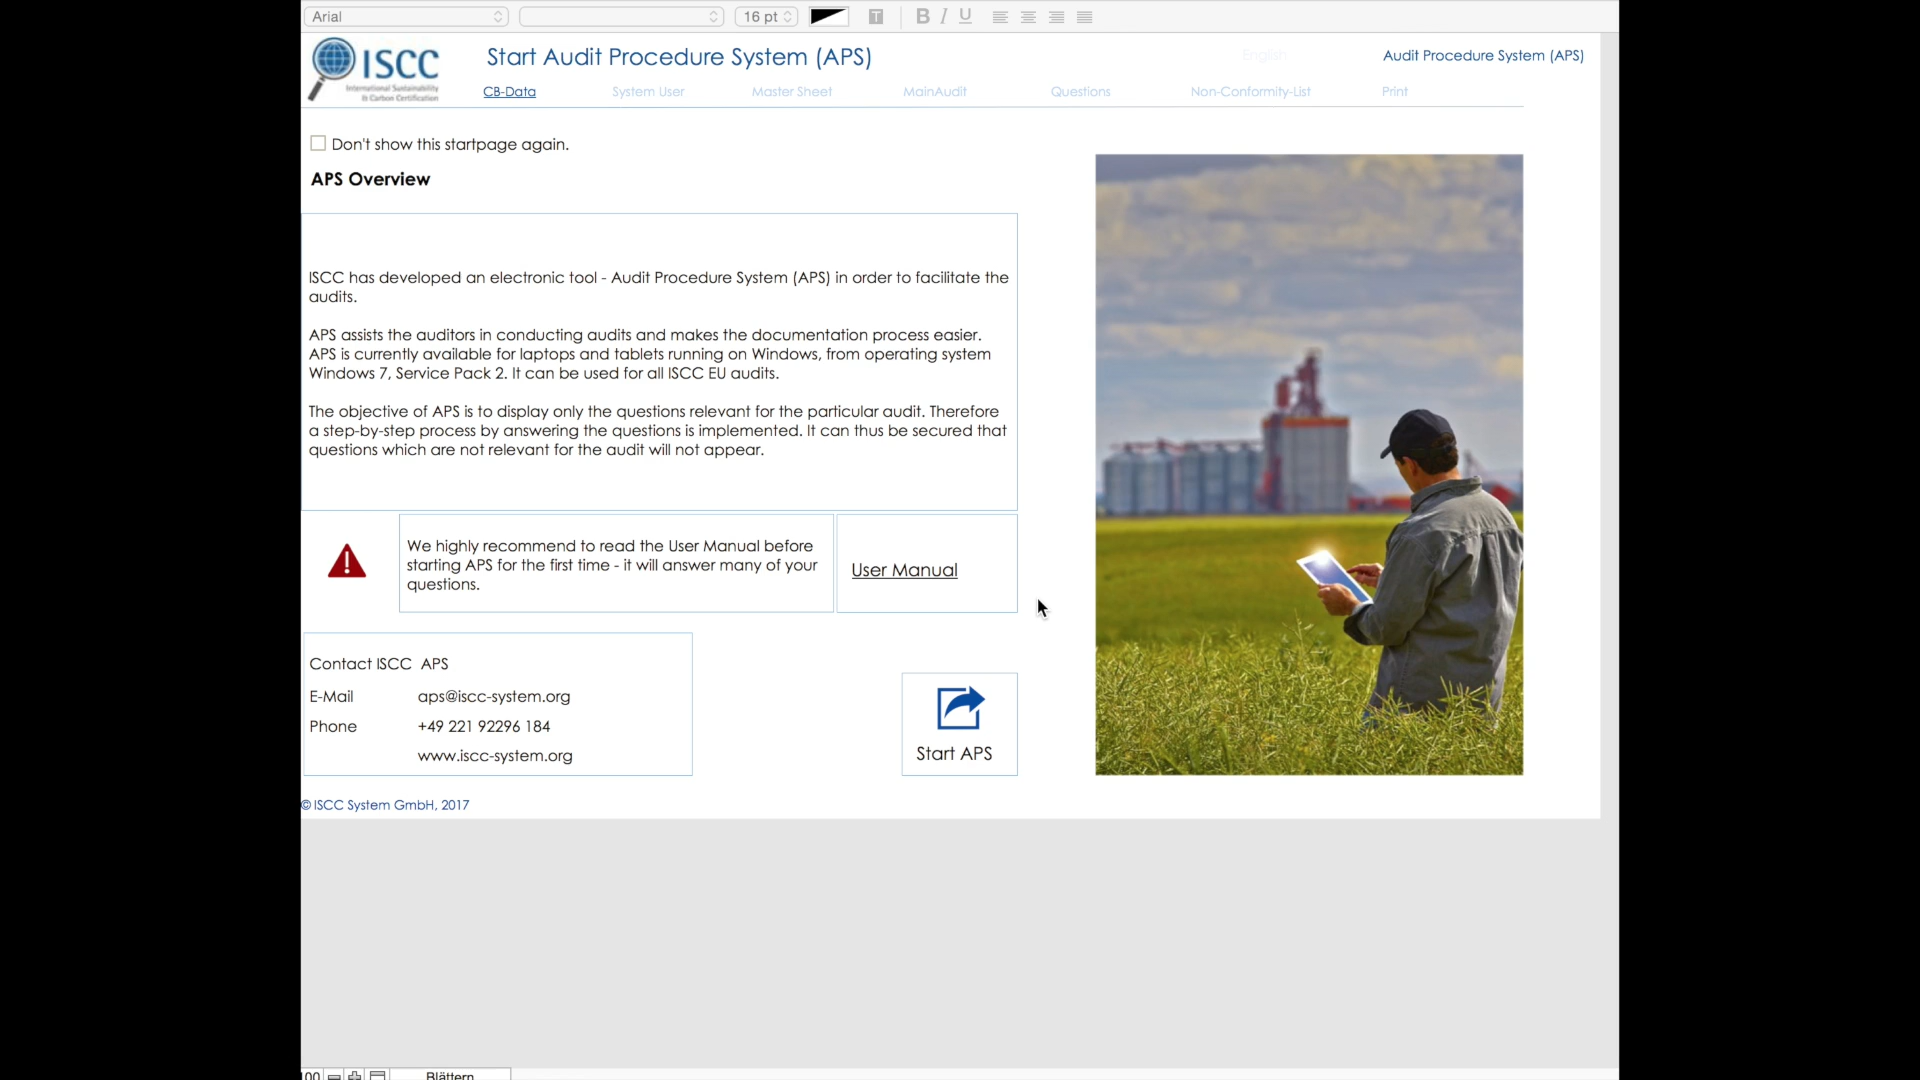 Arial
16 pt
B I U
ISCC
International Sustainability
& Carbon Certification
Start Audit Procedure System (APS)
English
Audit Procedure System (APS)
CB-Data System User Master Sheet MainAudit Questions Non-Conformity-List Print
Don't show this startpage again.
APS Overview
ISCC has developed an electronic tool - Audit Procedure System (APS) in order to facilitate the
audits.
APS assists the auditors in conducting audits and makes the documentation process easier.
APS is currently available for laptops and tablets running on Windows, from operating system
Windows 7, Service Pack 2. It can be used for all ISCC EU audits.
The objective of APS is to display only the questions relevant for the particular audit. Therefore
a step-by-step process by answering the questions is implemented. It can thus be secured that
questions which are not relevant for the audit will not appear.
We highly recommend to read the User Manual before
starting APS for the first time - it will answer many of your
questions.
User Manual
Contact ISCC APS
E-Mail aps@iscc-system.org
Phone +49 221 92296 184
www.iscc-system.org
Start APS
© ISCC System GmbH, 2017
100
Blättern